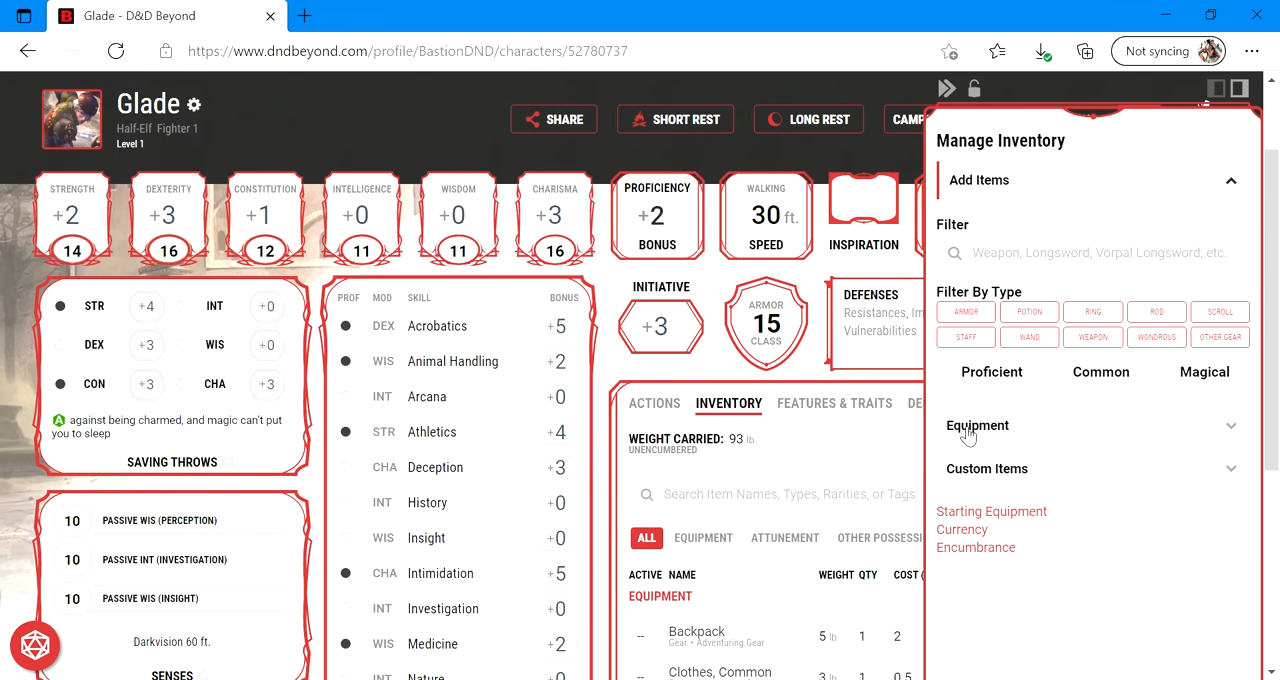 Glade - D&D Beyond
https://www.dndbeyond.com/profile/BastionDND/characters/52780737
Not syncing
Glade
Half-Elf Fighter 1
Level 1
SHARE
SHORT REST
LONG REST
CAMP
STRENGTH
+2
14
DEXTERITY
+3
16
CONSTITUTION
+1
12
INTELLIGENCE
+0
11
WISDOM
+0
11
CHARISMA
+3
16
PROFICIENCY
+2
BONUS
WALKING
30 ft.
SPEED
INSPIRATION
STR +4 INT +0
DEX +3 WIS +0
CON +3 CHA +3
A against being charmed, and magic can't put
you to sleep
SAVING THROWS
10 PASSIVE WIS (PERCEPTION)
10 PASSIVE INT (INVESTIGATION)
10 PASSIVE WIS (INSIGHT)
Darkvision 60 ft.
SENSES
PROF MOD SKILL BONUS
DEX Acrobatics +5
WIS Animal Handling +2
INT Arcana +0
STR Athletics +4
CHA Deception +3
INT History +0
WIS Insight +0
CHA Intimidation +5
INT Investigation +0
WIS Medicine +2
INT Nature +0
INITIATIVE
+3
ARMOR
15
CLASS
DEFENSES
Resistances, Im
Vulnerabilities
ACTIONS INVENTORY FEATURES & TRAITS DE
WEIGHT CARRIED: 93 lb.
UNENCUMBERED
Search Item Names, Types, Rarities, or Tags
ALL EQUIPMENT ATTUNEMENT OTHER POSSESSI
ACTIVE NAME WEIGHT QTY COST (
EQUIPMENT
-- Backpack 5 lb. 1 2
Gear • Adventuring Gear
Clothes, Common
-- 3 lb. 1 0.5
Manage Inventory
Add Items
Filter
Weapon, Longsword, Vorpal Longsword, etc.
Filter By Type
ARMOR POTION RING ROD SCROLL
STAFF WAND WEAPON WONDROUS OTHER GEAR
Proficient Common Magical
Equipment
Custom Items
Starting Equipment
Currency
Encumbrance